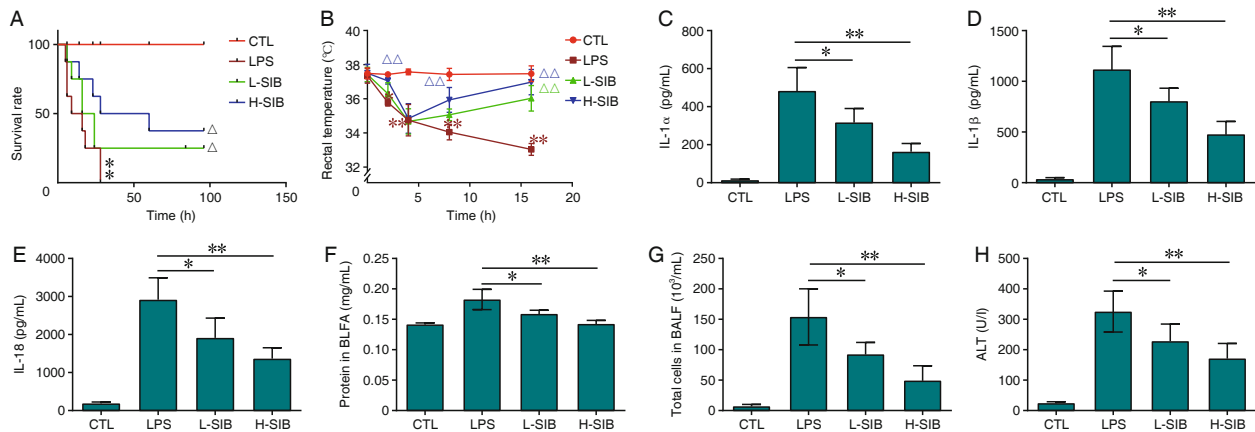 A
Survival rate
100
50
0
0
50
100
150
Time (h)
CTL
LPS
L-SIB
H-SIB
**
△
△
B
Rectal temperature (℃)
40
38
36
34
32
0
5
10
15
20
Time (h)
CTL
LPS
L-SIB
H-SIB
△△
△△
△△
△△
*
**
**
**
C
IL-1α (pg/mL)
800
600
400
200
0
CTL LPS L-SIB H-SIB
*
**
D
IL-1β (pg/mL)
1500
1000
500
0
CTL LPS L-SIB H-SIB
*
**
E
IL-18 (pg/mL)
4000
3000
2000
1000
0
CTL LPS L-SIB H-SIB
*
**
F
Protein in BLFA (mg/mL)
0.25
0.20
0.15
0.10
0.05
0.00
CTL LPS L-SIB H-SIB
*
**
G
Total cells in BALF (10³/mL)
250
200
150
100
50
0
CTL LPS L-SIB H-SIB
*
**
H
ALT (U/l)
500
400
300
200
100
0
CTL LPS L-SIB H-SIB
*
**